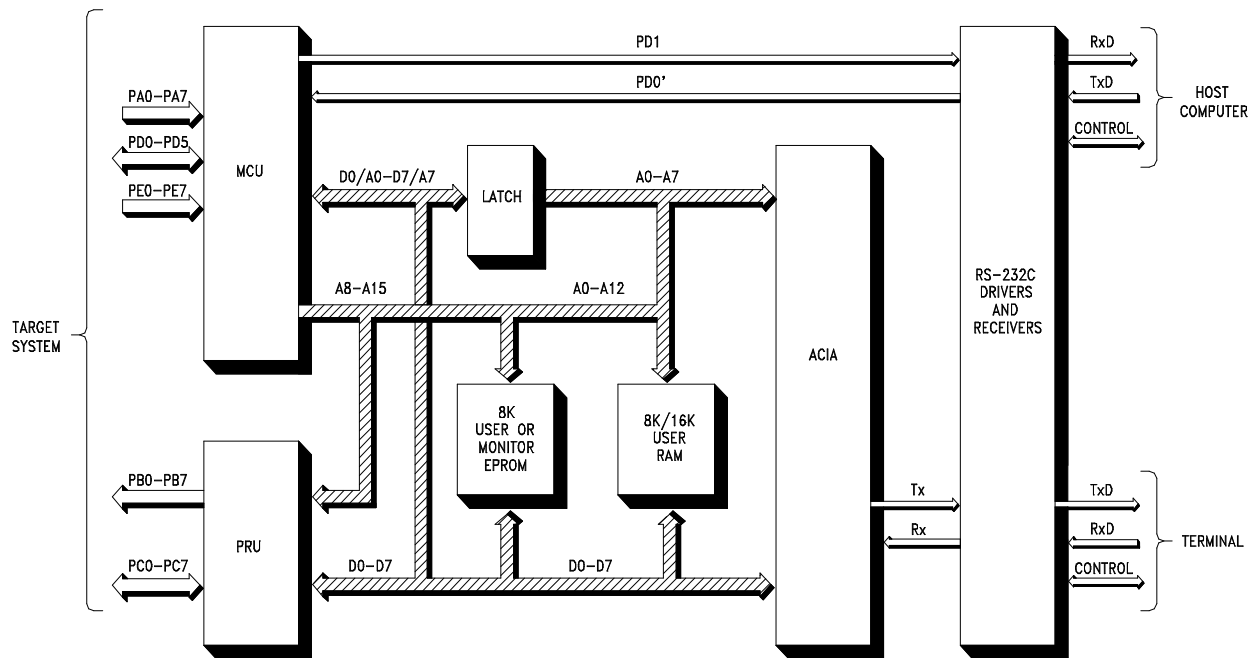 PD1
RxD
PD0'
TxD
PA0-PA7
HOST
COMPUTER
CONTROL
PD0-PD5
MCU
D0/A0-D7/A7
LATCH
A0-A7
PE0-PE7
A8-A15
A0-A12
RS-232C
DRIVERS
AND
RECEIVERS
TARGET
SYSTEM
ACIA
8K
USER OR
MONITOR
EPROM
8K/16K
USER
RAM
PB0-PB7
Tx
TxD
PRU
Rx
RxD
TERMINAL
PC0-PC7
D0-D7
D0-D7
CONTROL